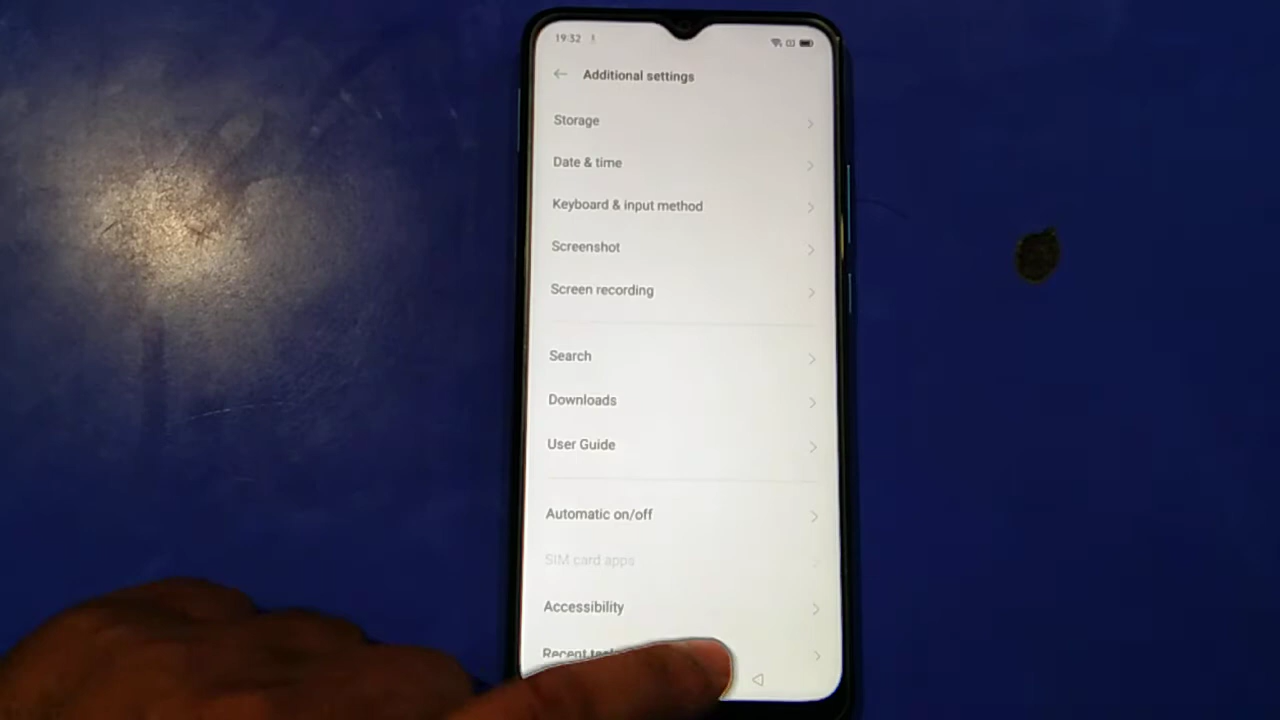 19:32
Additional settings
Storage
Date & time
Keyboard & input method
Screenshot
Screen recording
Search
Downloads
User Guide
Automatic on/off
SIM card apps
Accessibility
Recent